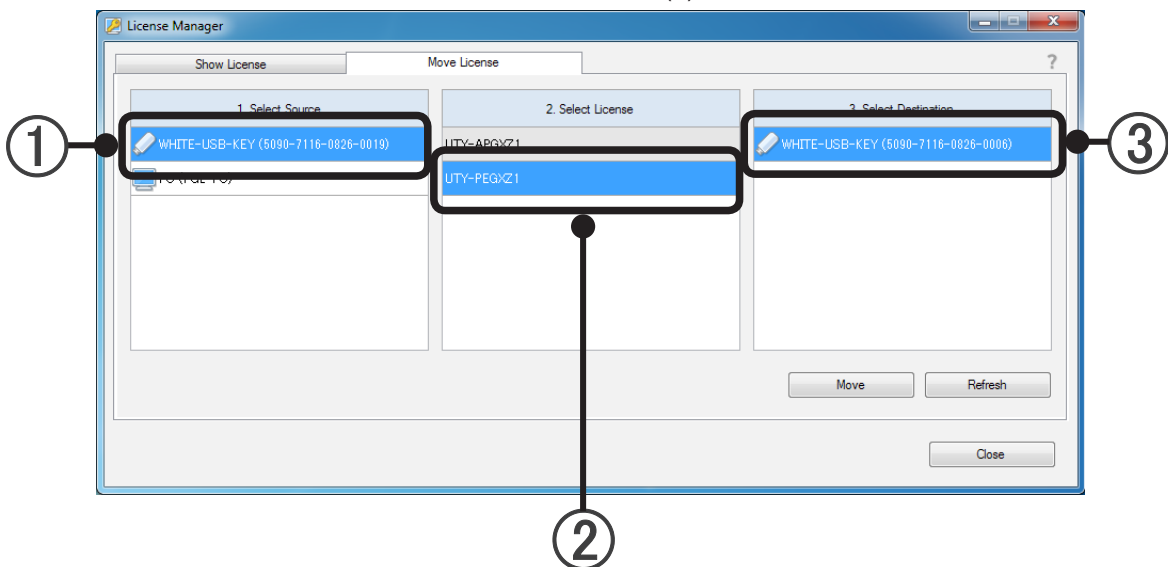 License Manager
Show License
Move License
?
1. Select Source
2. Select License
3. Select Destination
① WHITE-USB-KEY (5090-7116-0826-0019)
UTY-APGXZ1
WHITE-USB-KEY (5090-7116-0826-0006) ③
UTY-PEGXZ1
Move
Refresh
Close
②